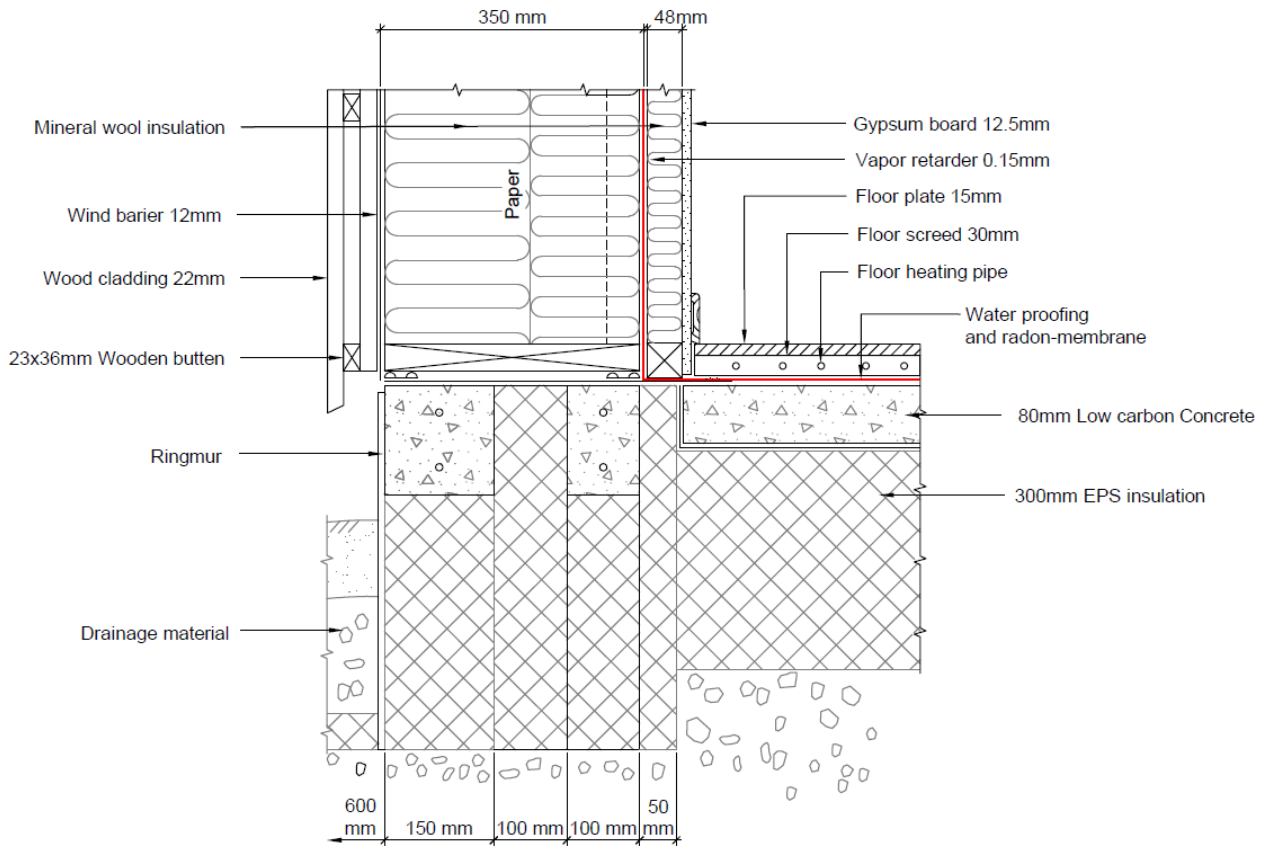 350 mm
48mm
Mineral wool insulation
Gypsum board 12.5mm
Vapor retarder 0.15mm
Paper
Floor plate 15mm
Wind barier 12mm
Floor screed 30mm
Wood cladding 22mm
Floor heating pipe
Water proofing
and radon-membrane
23x36mm Wooden butten
80mm Low carbon Concrete
Ringmur
300mm EPS insulation
Drainage material
600
mm
150 mm
100 mm
100 mm
50
mm